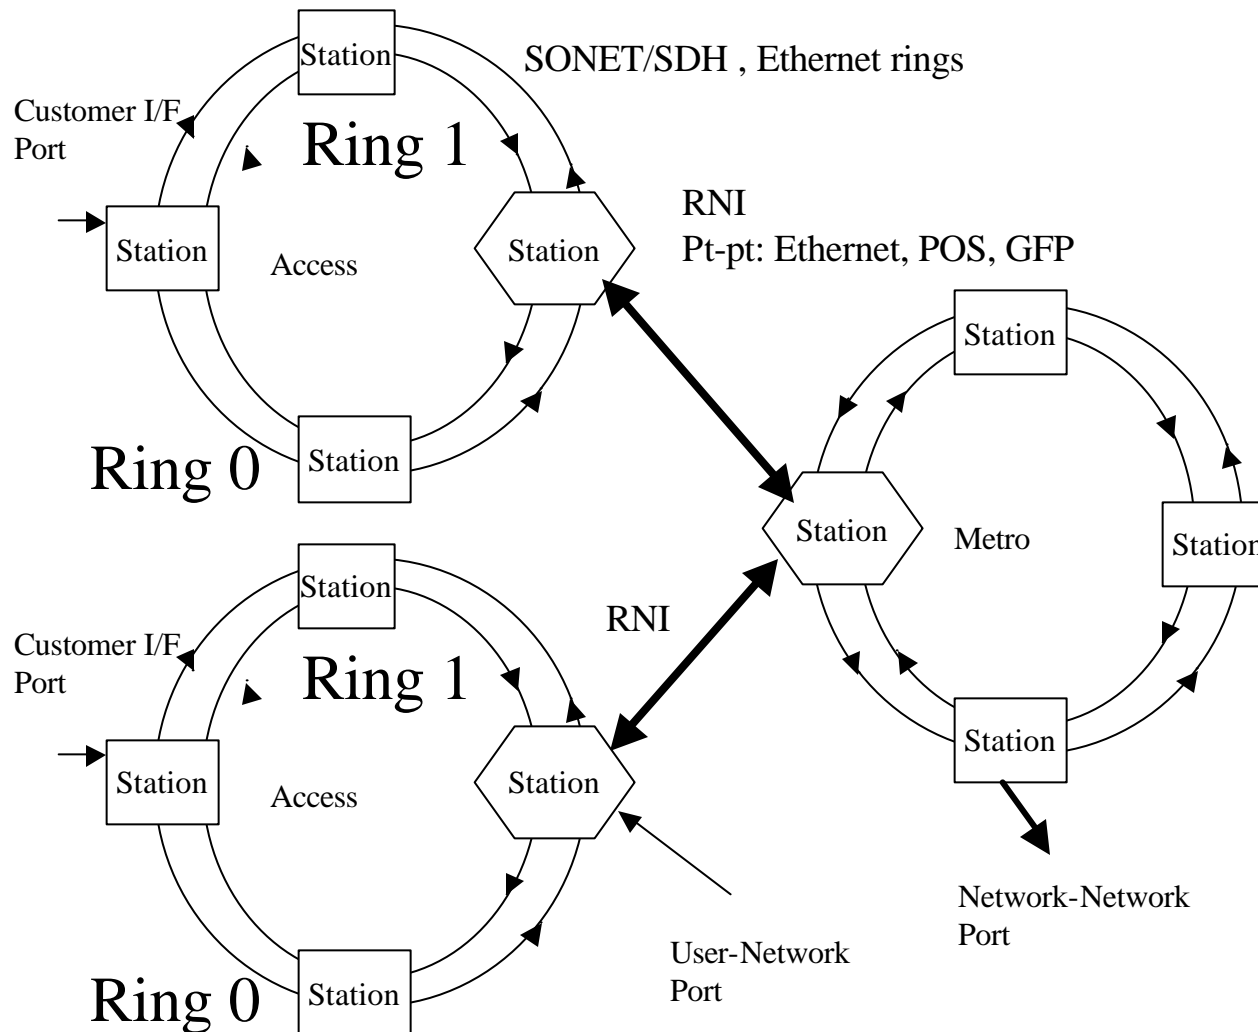 Station
SONET/SDH , Ethernet rings
Customer I/F
Port
Ring 1
RNI
Pt-pt: Ethernet, POS, GFP
Station
Access
Station
Station
Ring 0
Station
Station
Metro
Station
Station
RNI
Customer I/F
Port
Ring 1
Station
Station
Access
Station
Network-Network
Port
User-Network
Port
Ring 0
Station